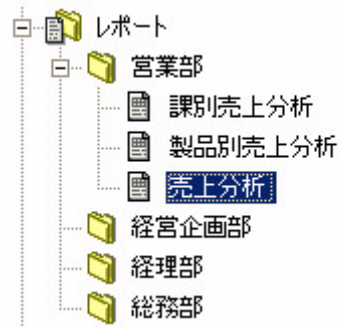 レポート
営業部
課別売上分析
製品別売上分析
売上分析
経営企画部
経理部
総務部